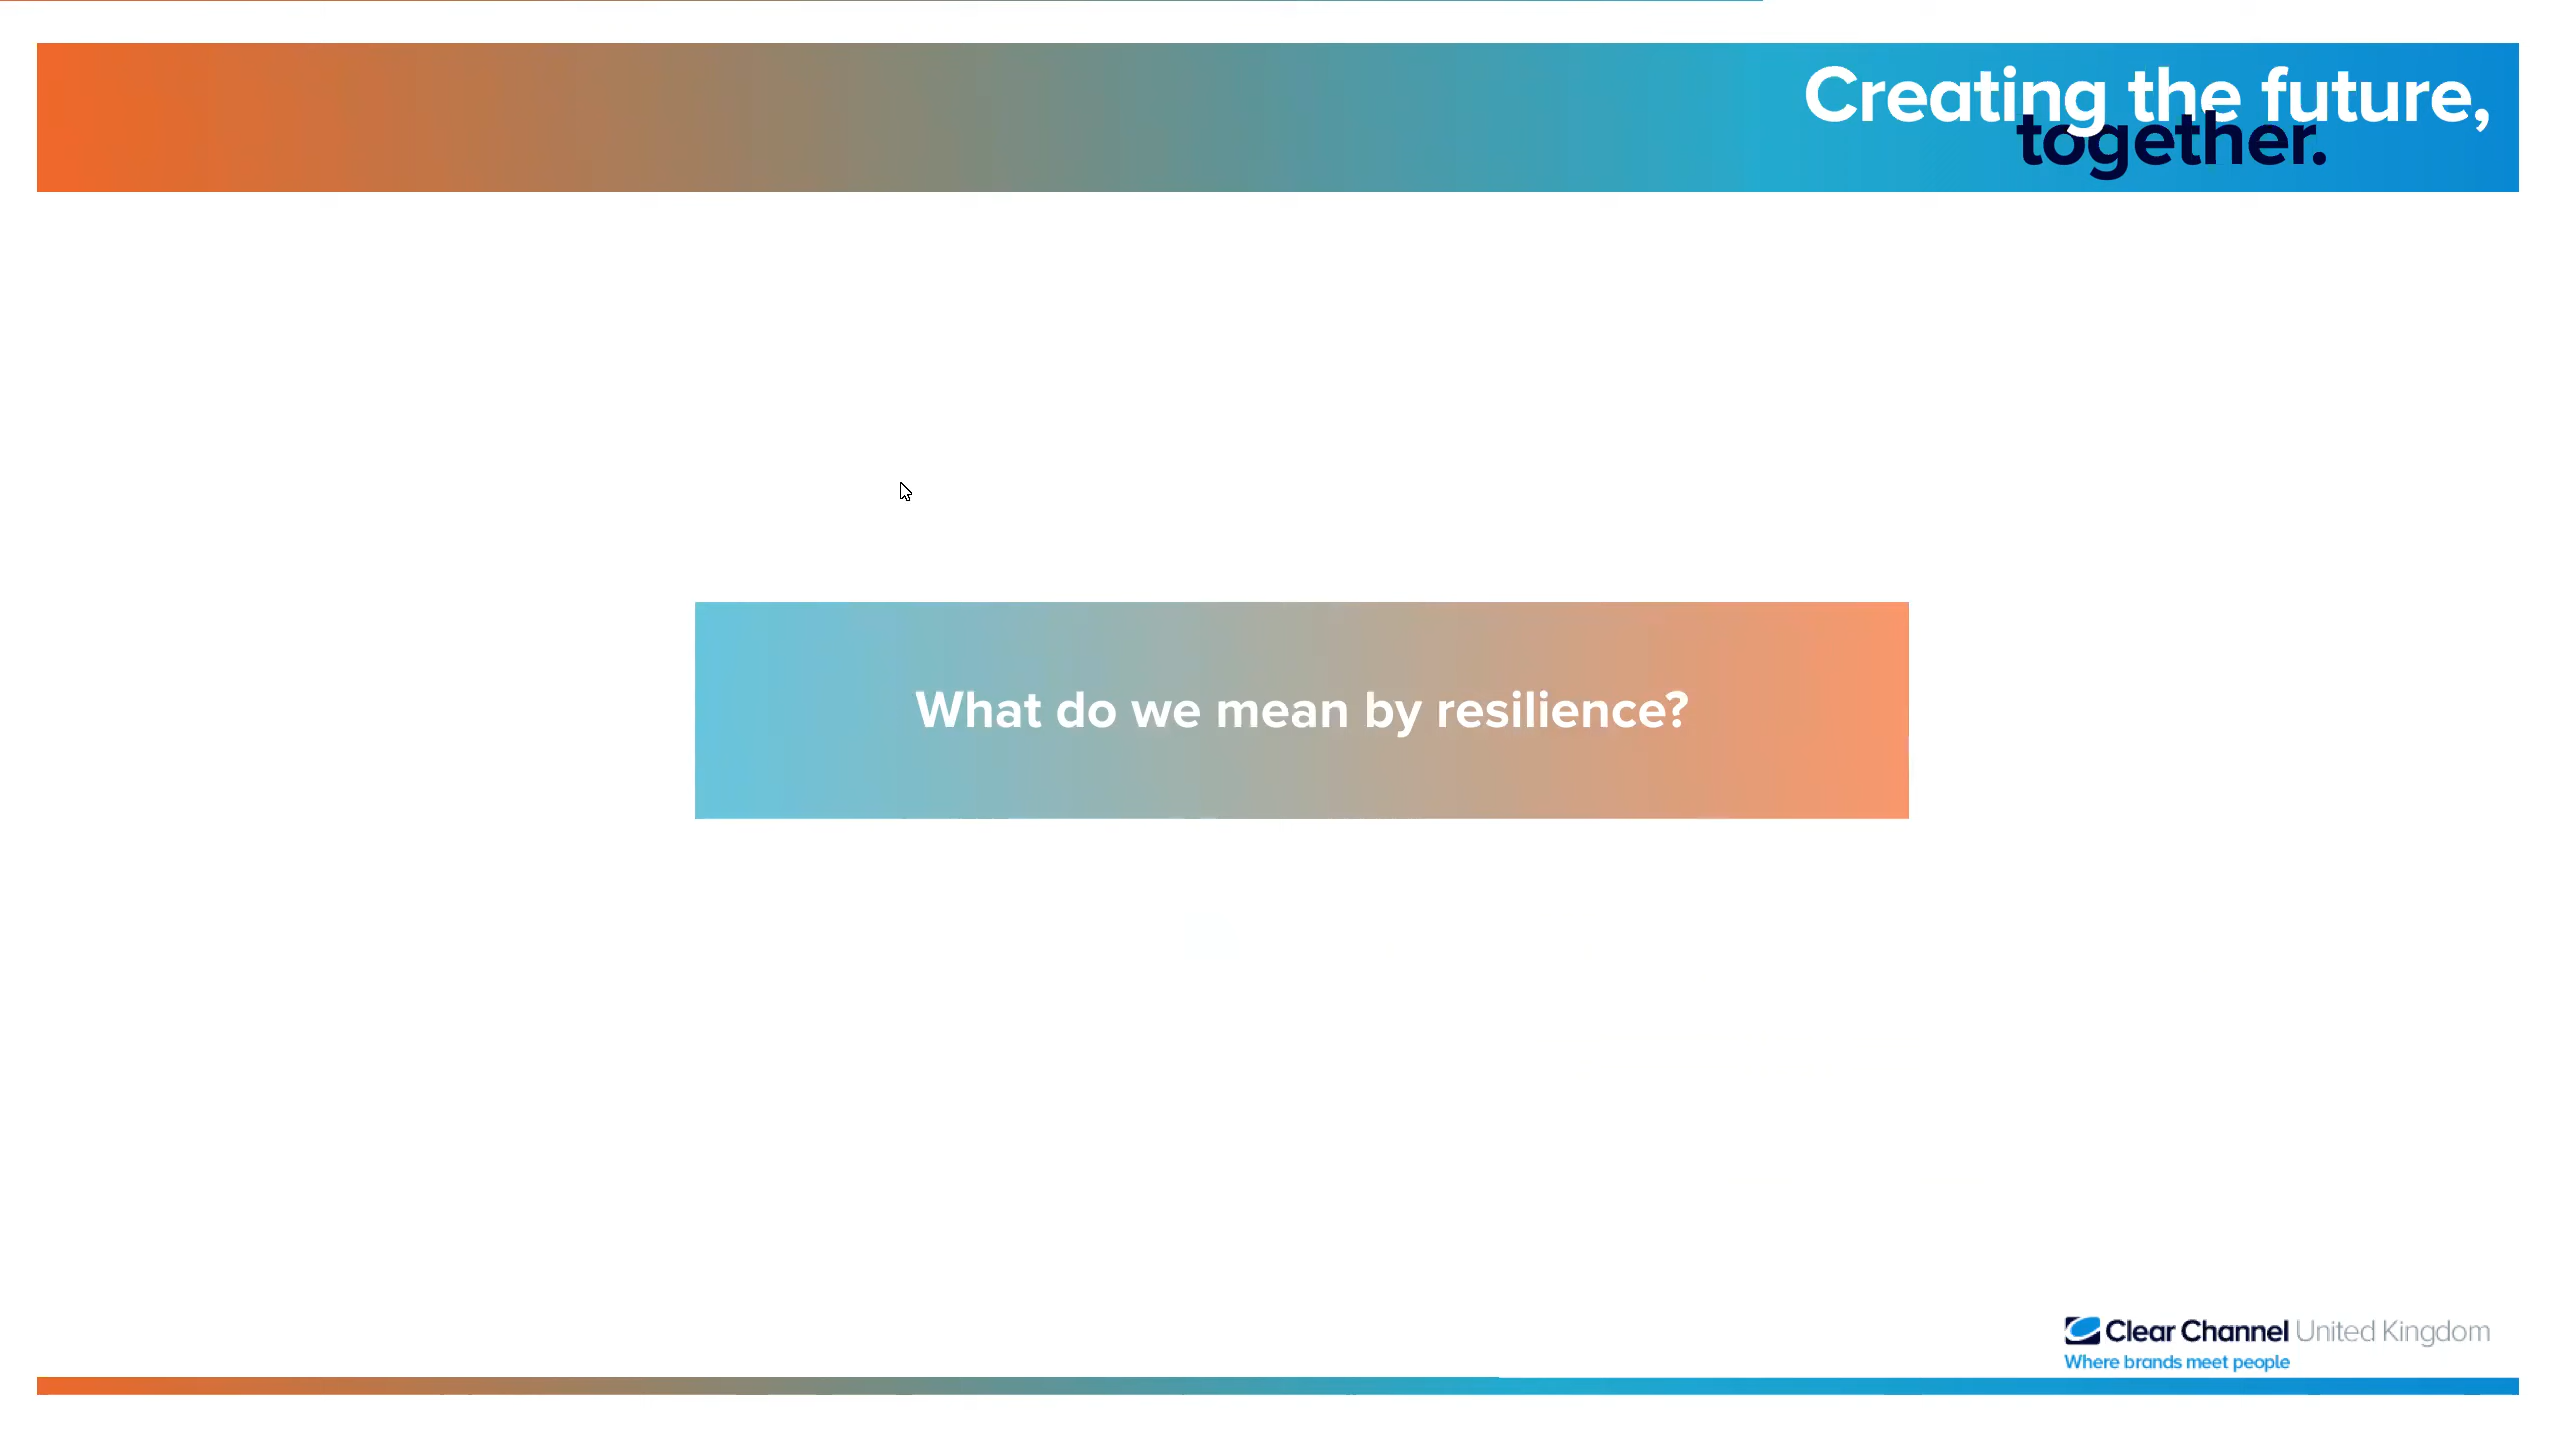 Creating the future,
together.
What do we mean by resilience?
Clear Channel United Kingdom
Where brands meet people